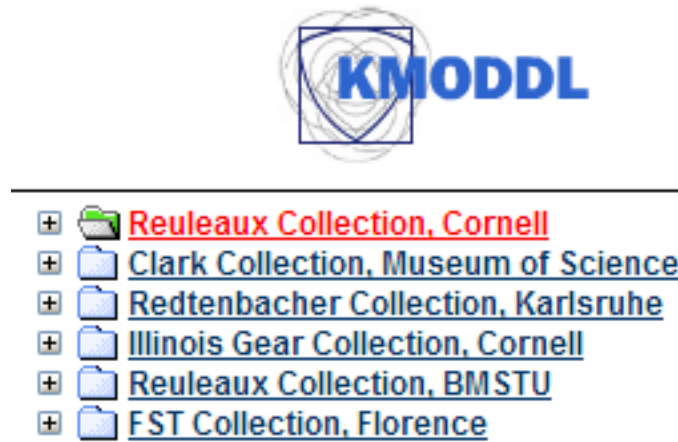 KMODDL
Reuleaux Collection, Cornell
Clark Collection, Museum of Science
Redtenbacher Collection, Karlsruhe
Illinois Gear Collection, Cornell
Reuleaux Collection, BMSTU
FST Collection, Florence